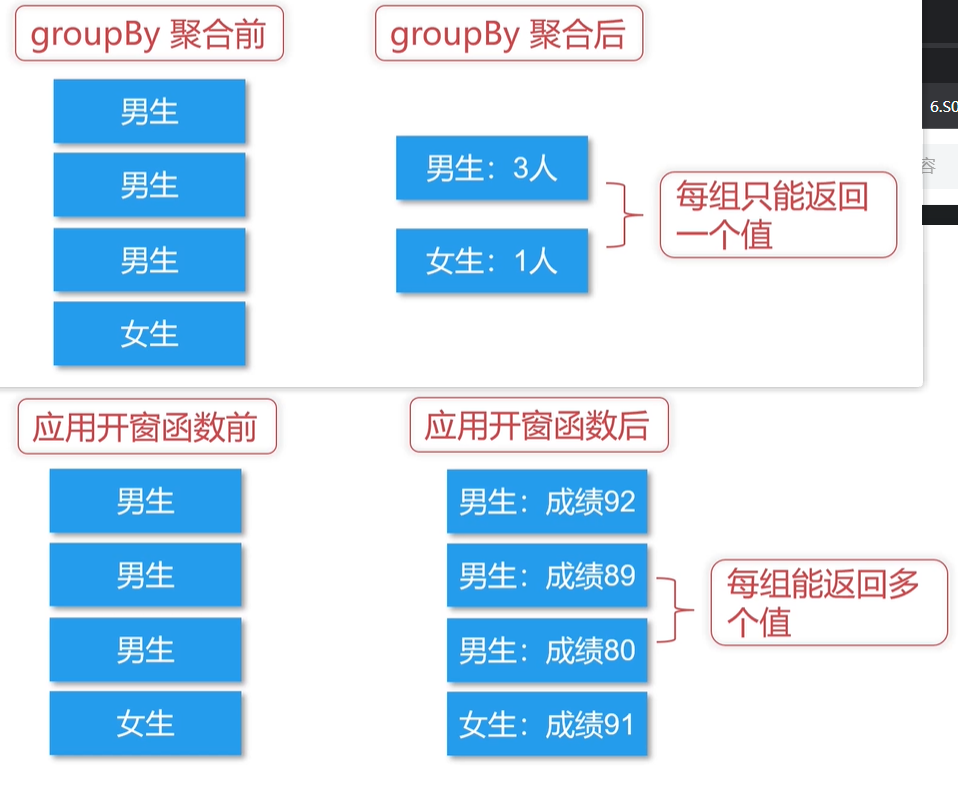 groupBy 聚合前
groupBy 聚合后
男生
男生
男生
女生
男生：3人
女生：1人
每组只能返回
一个值
6.S0
容
应用开窗函数前
应用开窗函数后
男生
男生
男生
女生
男生：成绩92
男生：成绩89
男生：成绩80
女生：成绩91
每组能返回多
个值